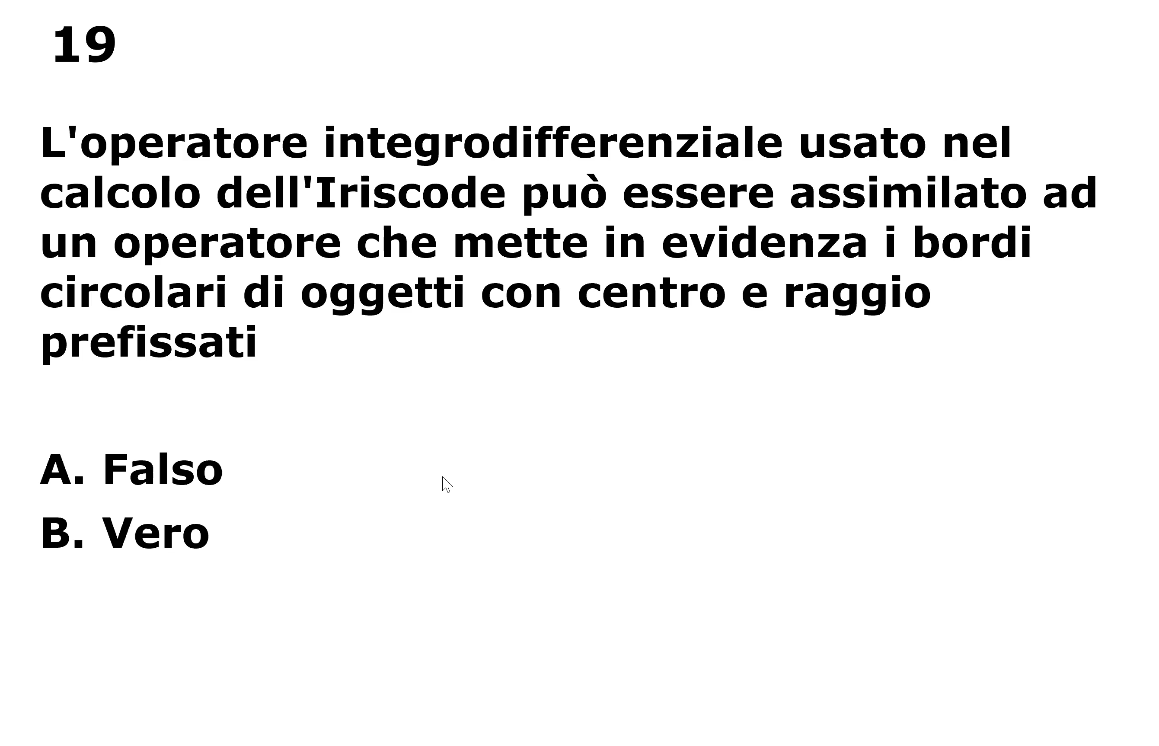 19
L'operatore integrodifferenziale usato nel
calcolo dell'Iriscode può essere assimilato ad
un operatore che mette in evidenza i bordi
circolari di oggetti con centro e raggio
prefissati
A. Falso
B. Vero